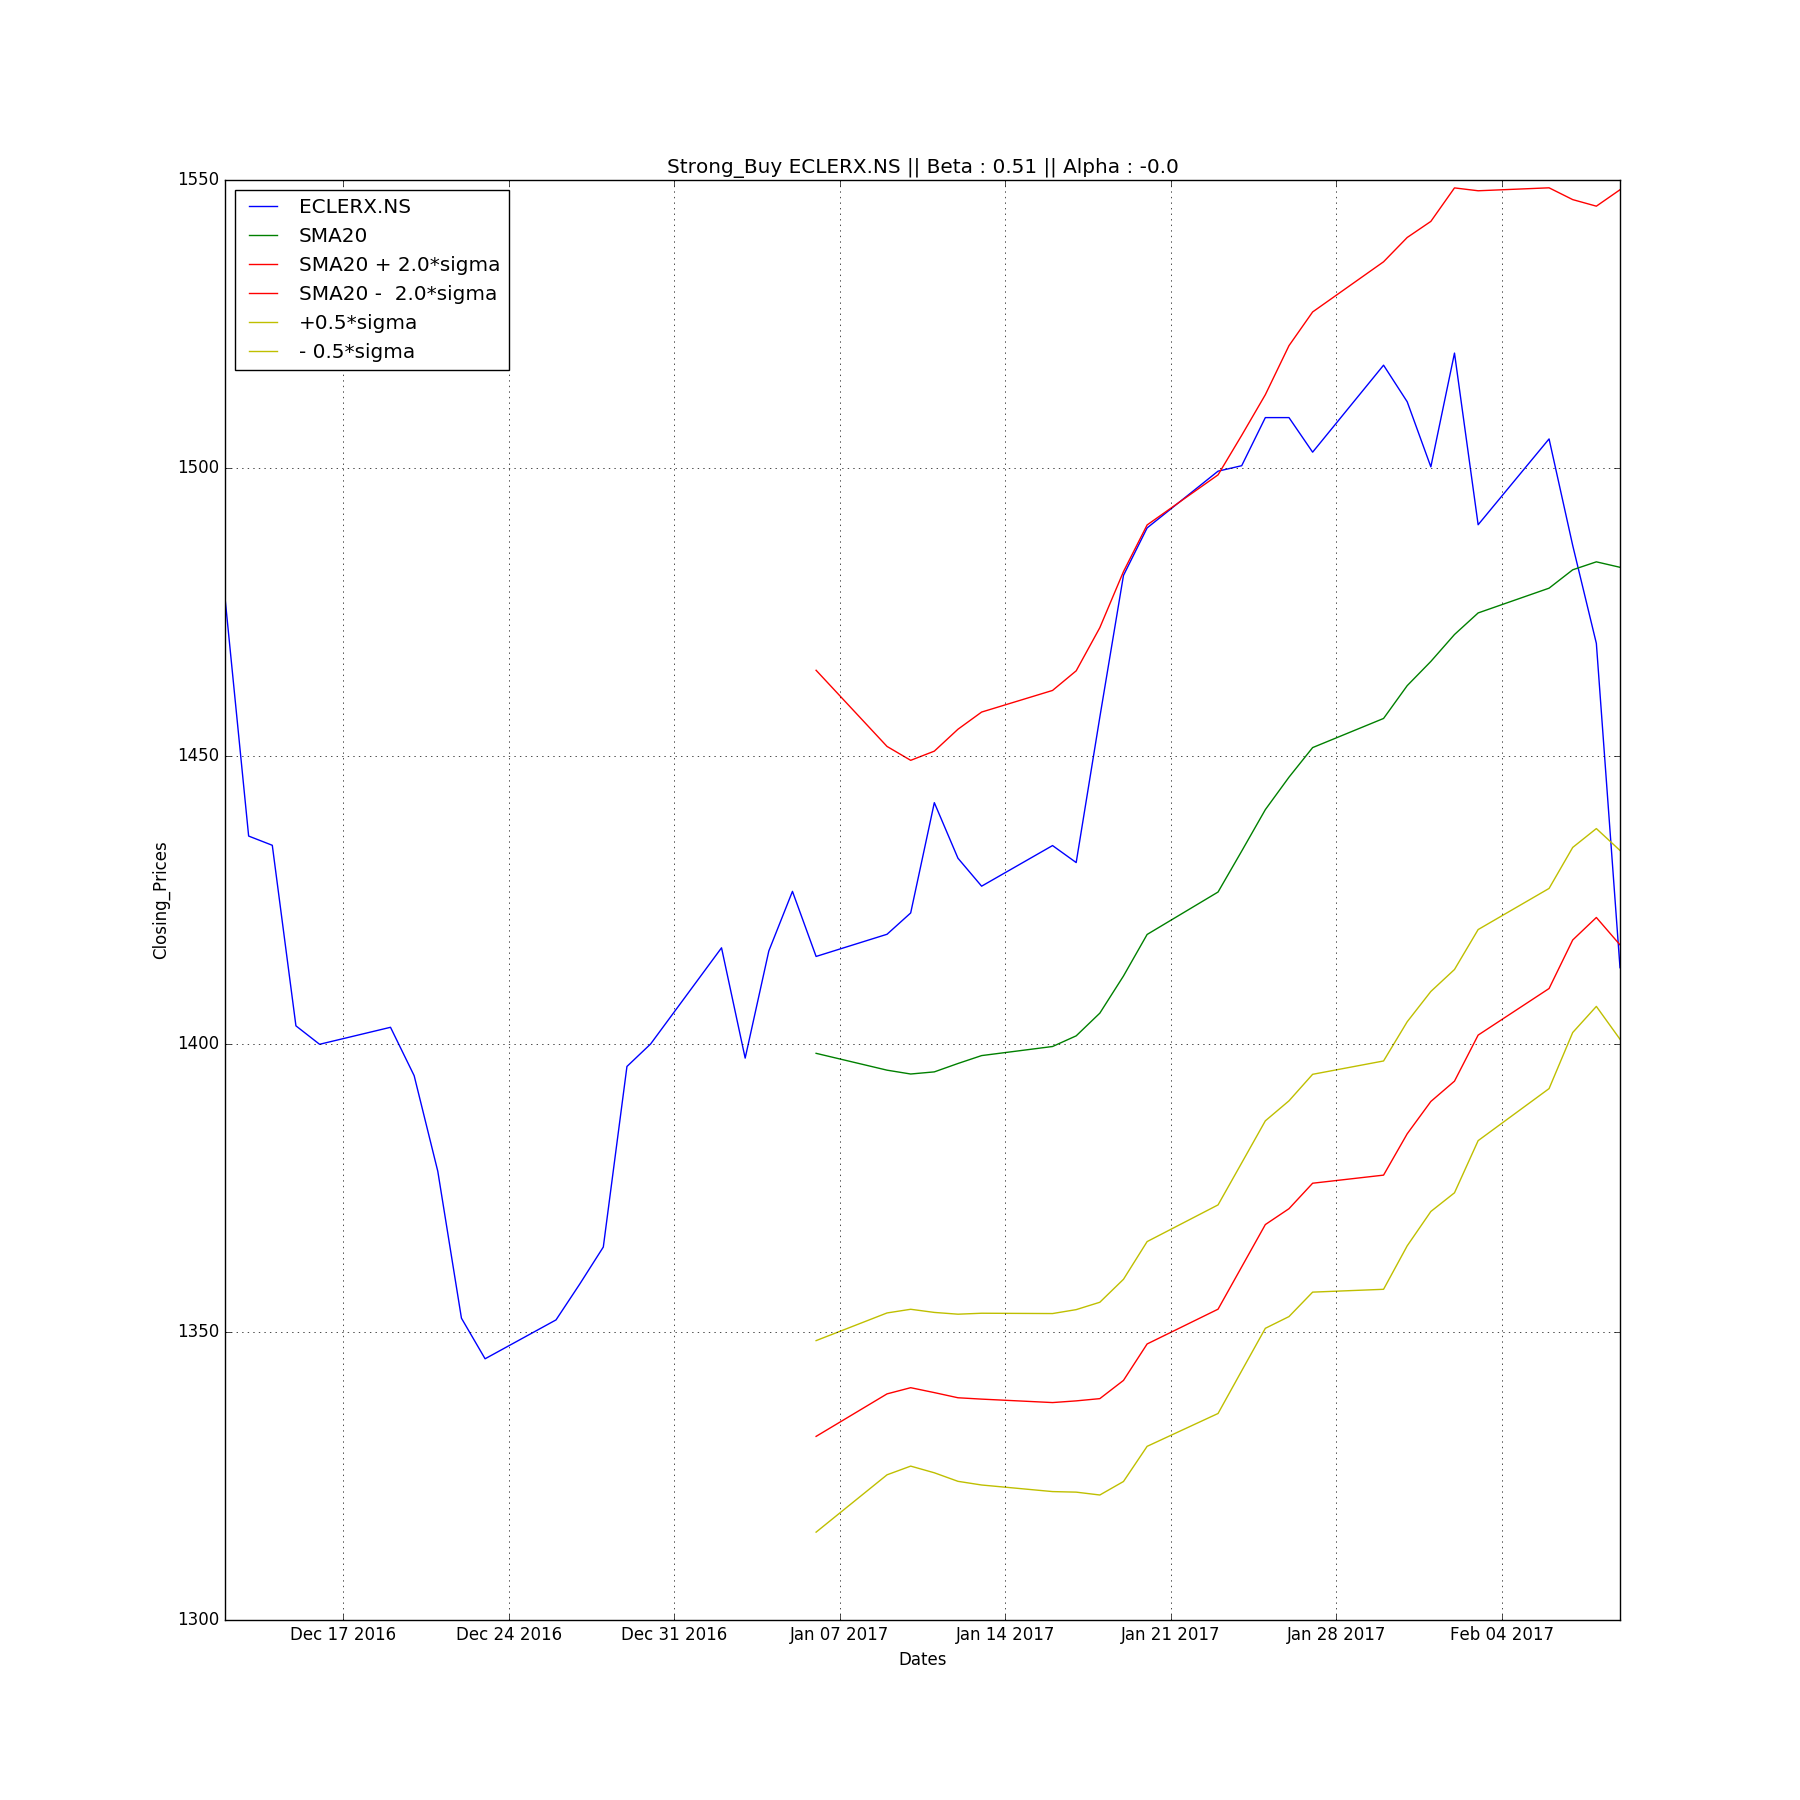 Strong_Buy ECLERX.NS || Beta : 0.51 || Alpha : -0.0
ECLERX.NS
SMA20
SMA20 + 2.0*sigma
SMA20 -  2.0*sigma
+0.5*sigma
- 0.5*sigma
1550
1500
1450
1400
1350
1300
Closing_Prices
Dec 17 2016
Dec 24 2016
Dec 31 2016
Jan 07 2017
Jan 14 2017
Jan 21 2017
Jan 28 2017
Feb 04 2017
Dates